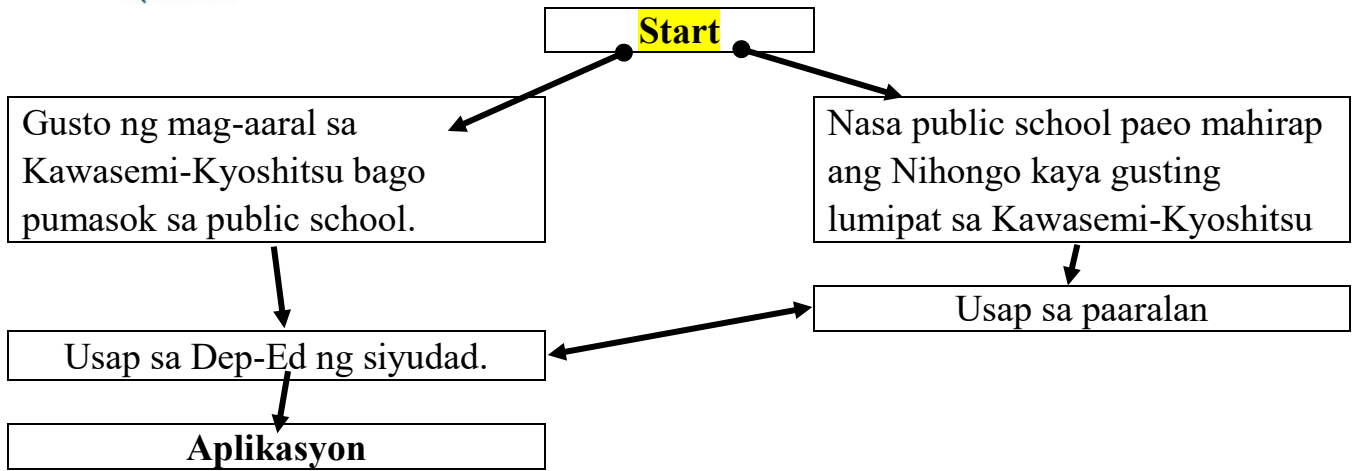 Start
Gusto ng mag-aaral sa
Kawasemi-Kyoshitsu bago
pumasok sa public school.
Nasa public school paeo mahirap
ang Nihongo kaya gusting
lumipat sa Kawasemi-Kyoshitsu
Usap sa paaralan
Usap sa Dep-Ed ng siyudad.
Aplikasyon